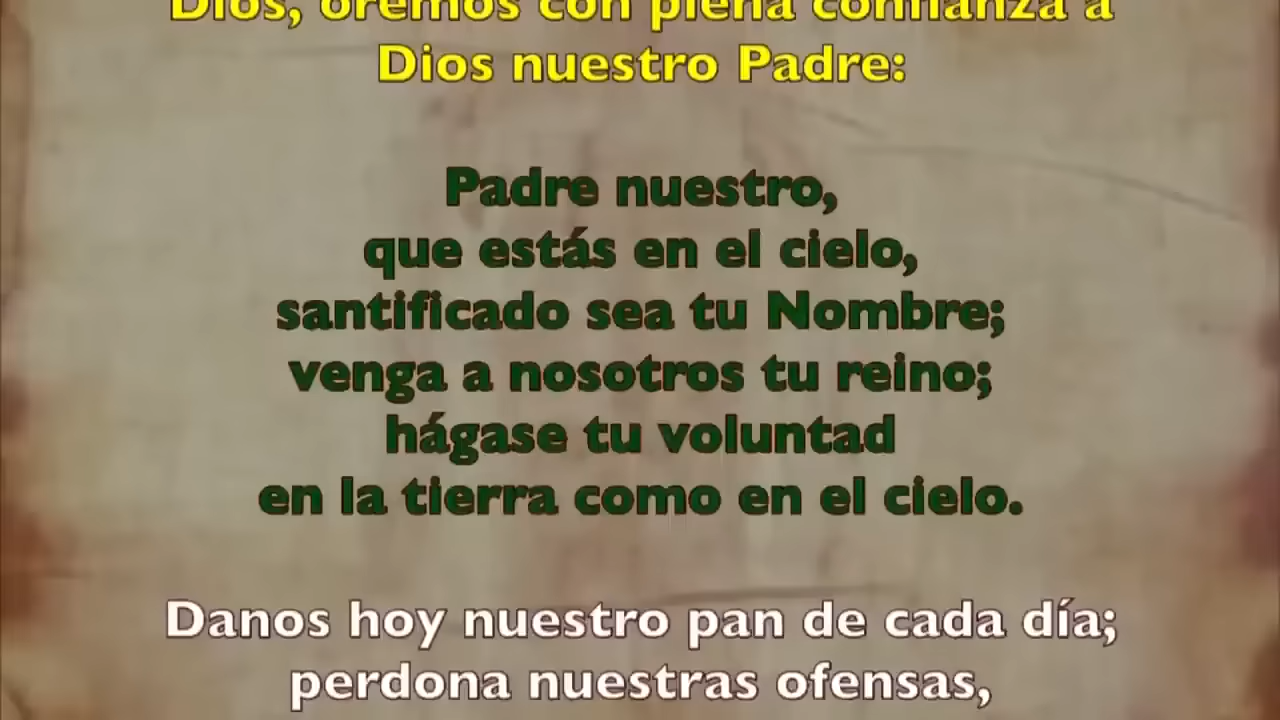 Dios, oremos con plena confianza a
Dios nuestro Padre:
Padre nuestro,
que estás en el cielo,
santificado sea tu Nombre;
venga a nosotros tu reino;
hágase tu voluntad
en la tierra como en el cielo.
Danos hoy nuestro pan de cada día;
perdona nuestras ofensas,